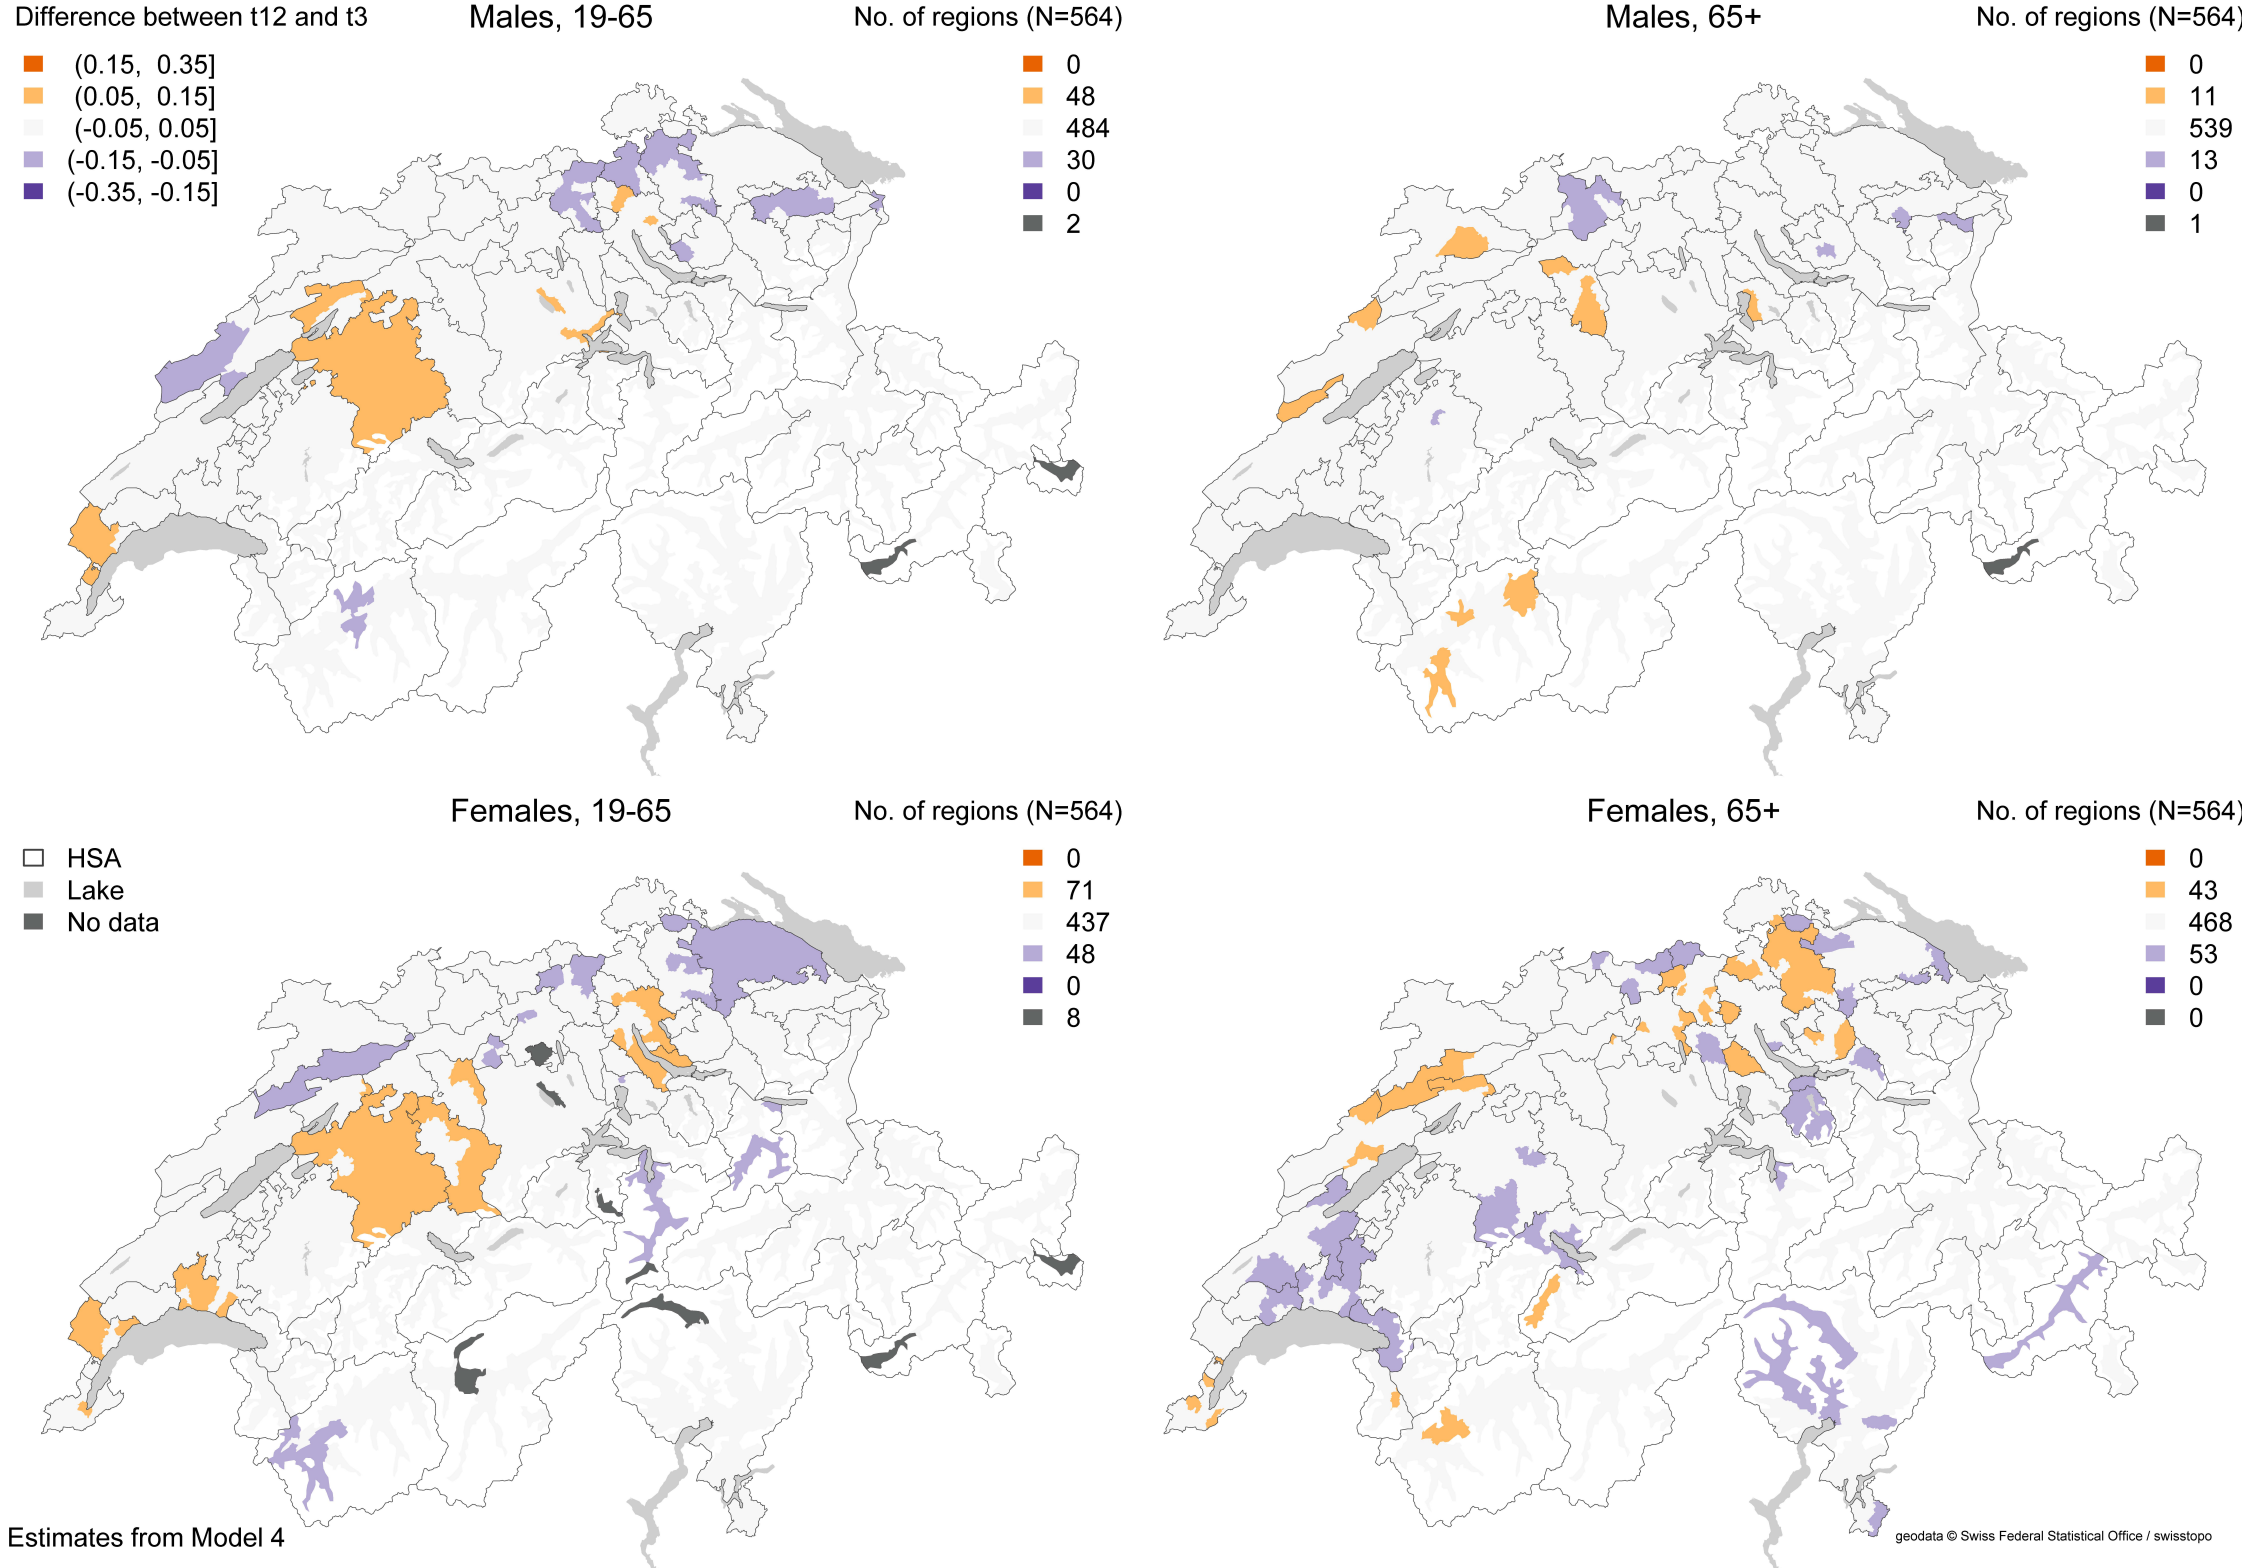 Difference between t12 and t3
Males, 19-65
No. of regions (N=564)
(0.15, 0.35]
(0.05, 0.15]
(-0.05, 0.05]
(-0.15, -0.05]
(-0.35, -0.15]
0
48
484
30
0
2
Males, 65+
No. of regions (N=564)
0
11
539
13
0
1
Females, 19-65
No. of regions (N=564)
HSA
Lake
No data
0
71
437
48
0
8
Females, 65+
No. of regions (N=564)
0
43
468
53
0
0
Estimates from Model 4
geodata © Swiss Federal Statistical Office / swisstopo